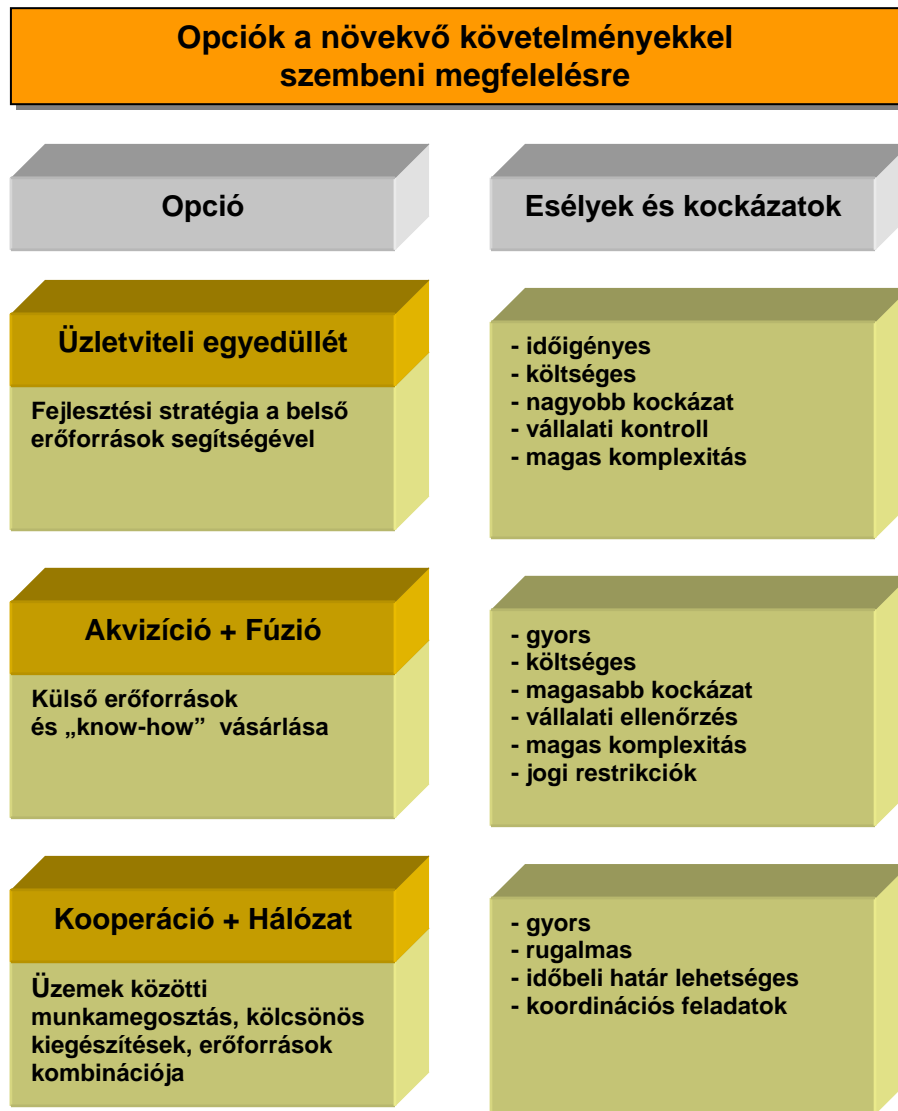 Opciók a növekvő követelményekkel
szembeni megfelelésre
Opció
Esélyek és kockázatok
Üzletviteli egyedüllét
Fejlesztési stratégia a belső
erőforrások segítségével
- időigényes
- költséges
- nagyobb kockázat
- vállalati kontroll
- magas komplexitás
Akvizíció + Fúzió
Külső erőforrások
és „know-how” vásárlása
- gyors
- költséges
- magasabb kockázat
- vállalati ellenőrzés
- magas komplexitás
- jogi restrikciók
Kooperáció + Hálózat
Üzemek közötti
munkamegosztás, kölcsönös
kiegészítések, erőforrások
kombinációja
- gyors
- rugalmas
- időbeli határ lehetséges
- koordinációs feladatok